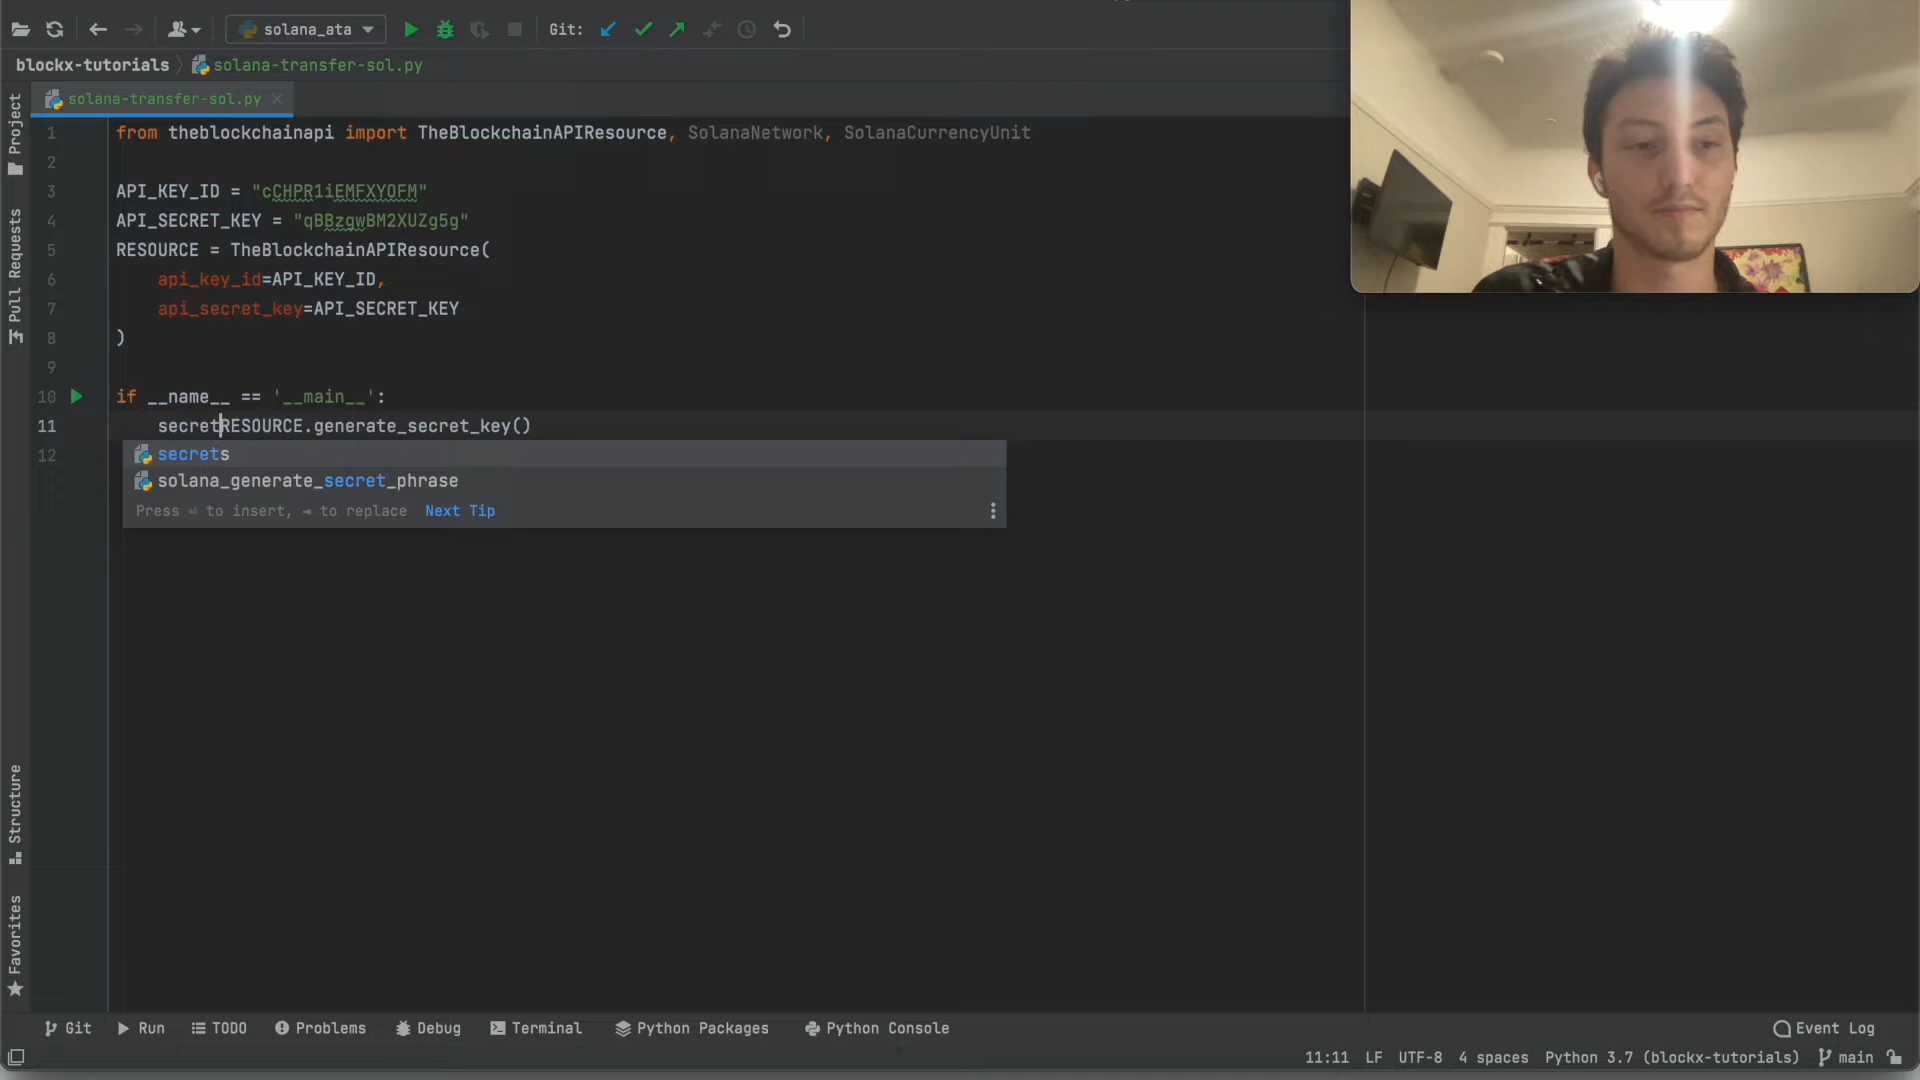 solana_ata
Git:
blockx-tutorials
solana-transfer-sol.py
solana-transfer-sol.py
Project
Pull Requests
Structure
Favorites
1 from theblockchainapi import TheBlockchainAPIResource, SolanaNetwork, SolanaCurrencyUnit
2
3 API_KEY_ID = "cCHPR1iEMFXYOFM"
4 API_SECRET_KEY = "qBBzgwBM2XUZg5g"
5 RESOURCE = TheBlockchainAPIResource(
6 api_key_id=API_KEY_ID,
7 api_secret_key=API_SECRET_KEY
8 )
9
10 if __name__ == '__main__':
11 secretRESOURCE.generate_secret_key()
12
secrets
solana_generate_secret_phrase
Press ⏎ to insert, ⇥ to replace Next Tip
Git Run TODO Problems Debug Terminal Python Packages Python Console Event Log
11:11 LF UTF-8 4 spaces Python 3.7 (blockx-tutorials) main